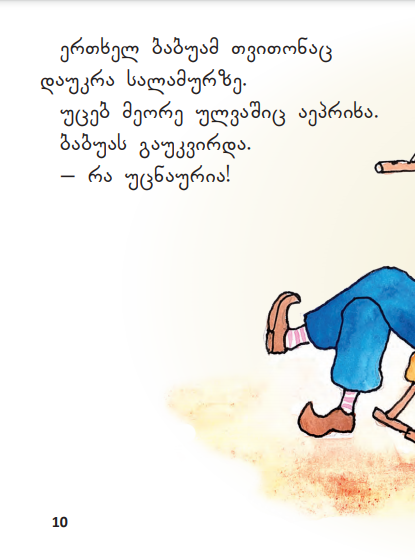 ერთხელ ბაბუამ თვითონაც
დაუკრა სალამურზე.
უცებ მეორე ულვაშიც აეპრიხა.
ბაბუას გაუკვირდა.
– რა უცნაურია!
10